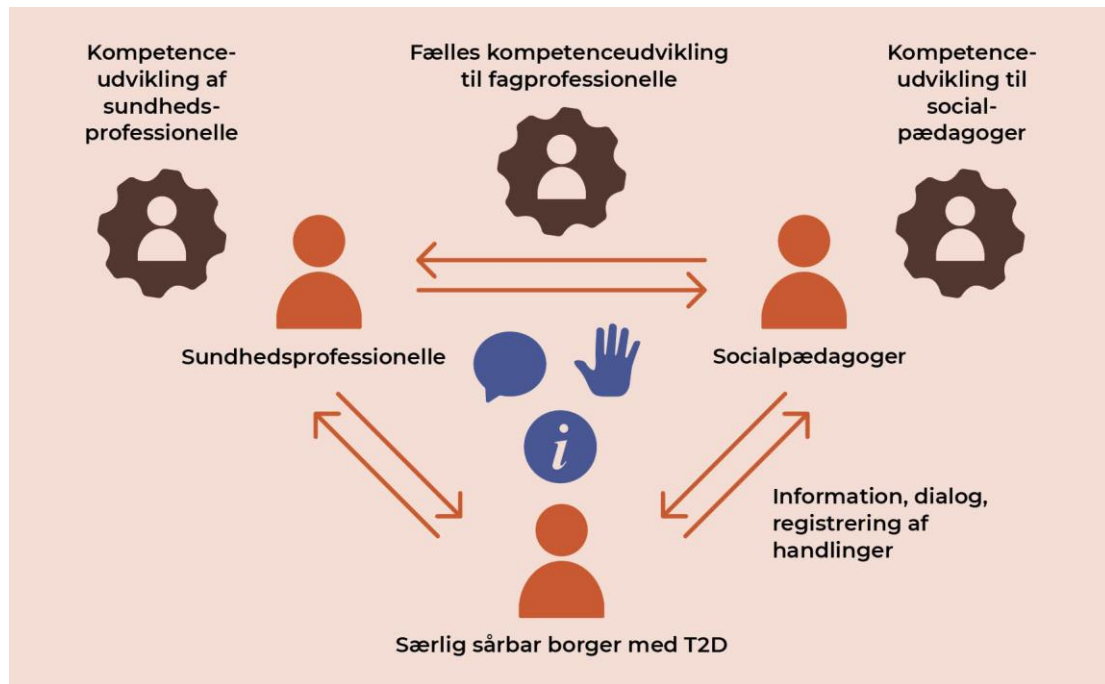 Kompetence-
udvikling af
sundheds-
professionelle
Fælles kompetenceudvikling
til fagprofessionelle
Kompetence-
udvikling til
social-
pædagoger
Sundhedsprofessionelle
Socialpædagoger
i
Information, dialog,
registrering af
handlinger
Særlig sårbar borger med T2D